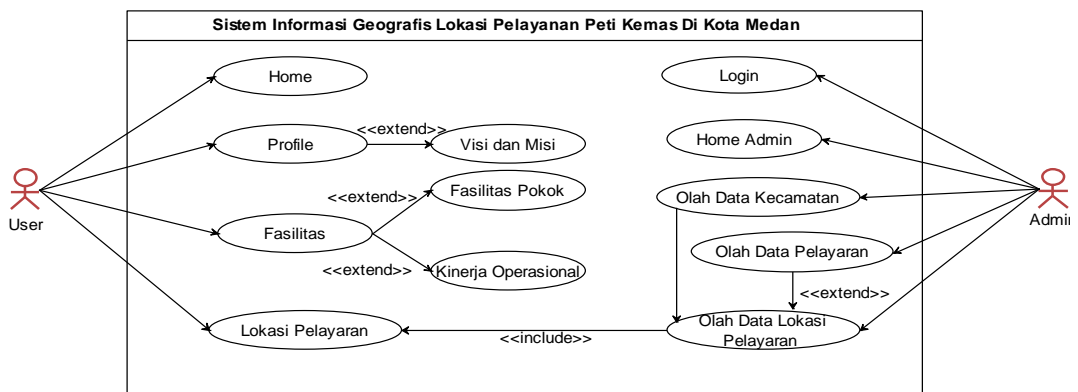 Sistem Informasi Geografis Lokasi Pelayanan Peti Kemas Di Kota Medan
Home
Login
<<extend>>
Profile
Visi dan Misi
Home Admin
Fasilitas Pokok
<<extend>>
Olah Data Kecamatan
User
Admin
Fasilitas
Olah Data Pelayaran
<<extend>>
Kinerja Operasional
<<extend>>
Lokasi Pelayaran
<<include>>
Olah Data Lokasi
Pelayaran